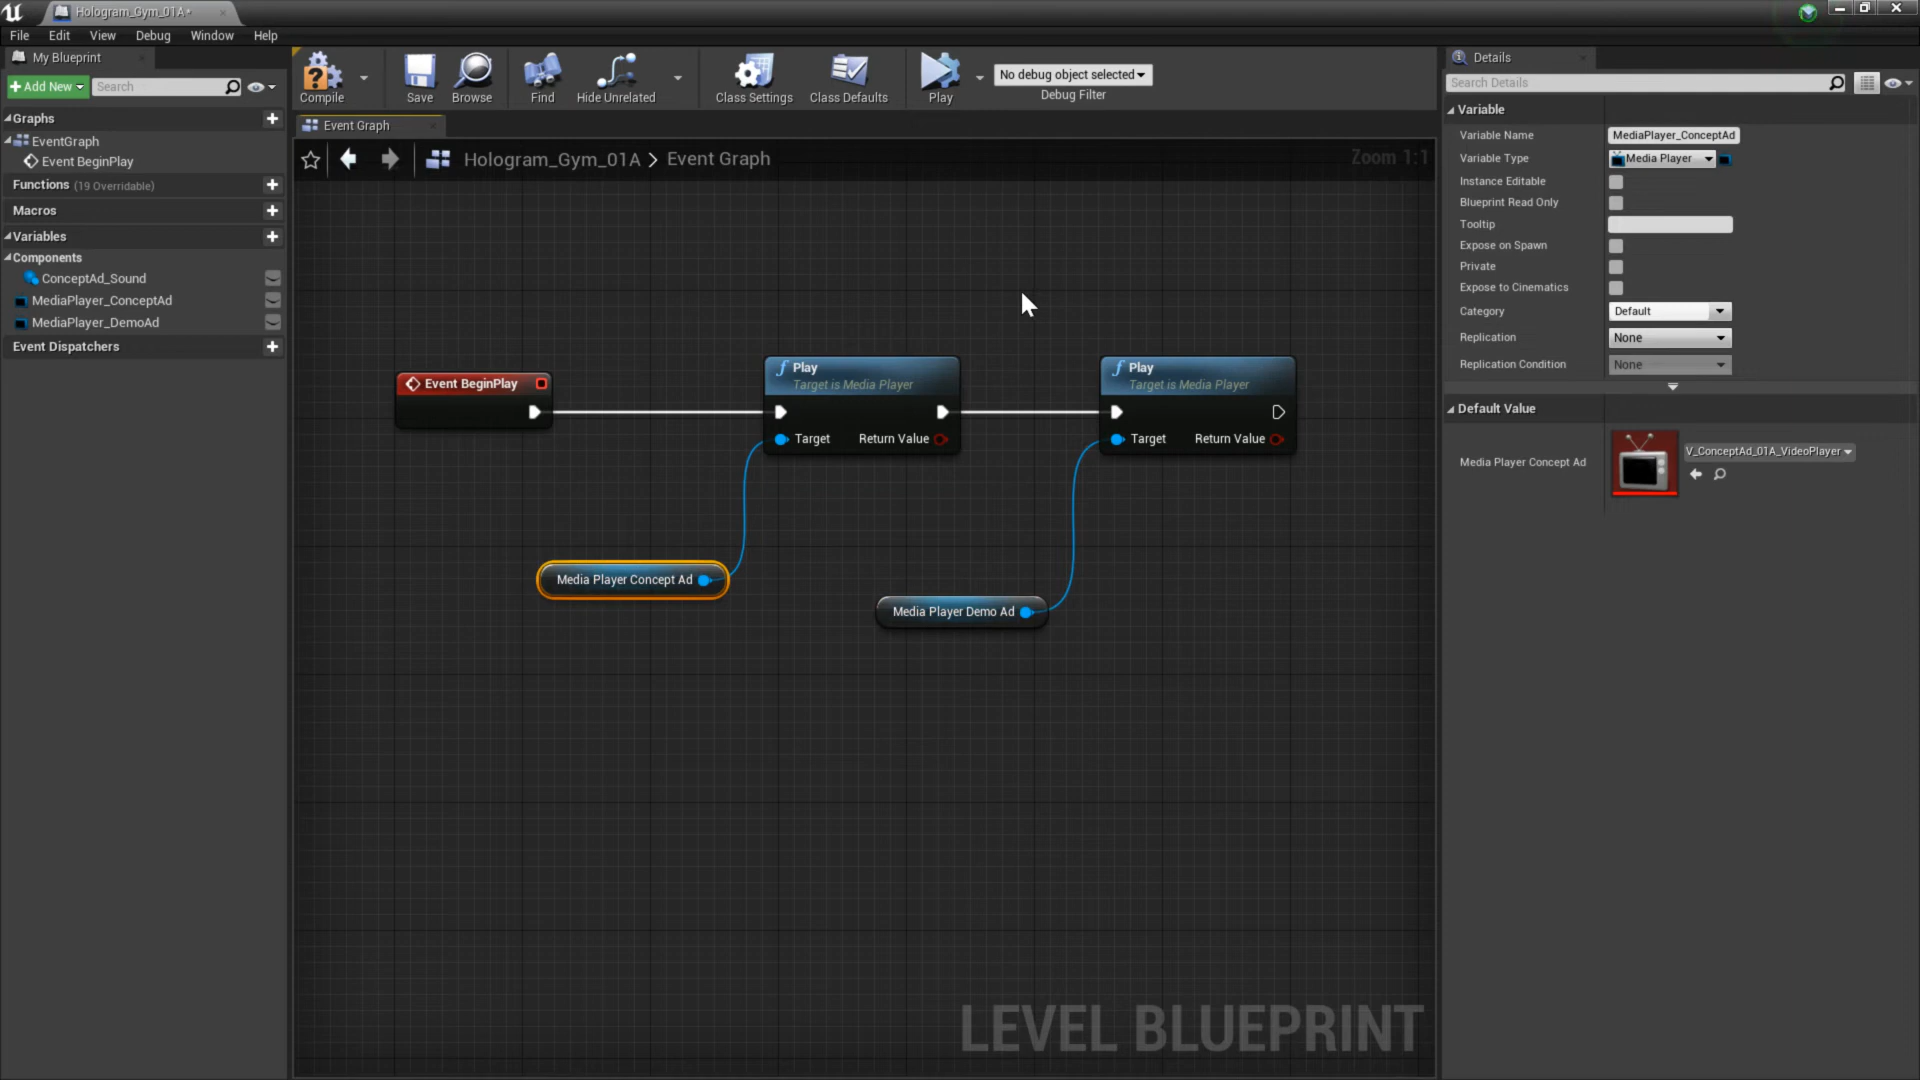 Hologram_Gym_01A*
File Edit View Debug Window Help
My Blueprint
Add New
Search
Graphs
EventGraph
Event BeginPlay
Functions (19 Overridable)
Macros
Variables
Components
ConceptAd_Sound
MediaPlayer_ConceptAd
MediaPlayer_DemoAd
Event Dispatchers
Compile Save Browse Find Hide Unrelated Class Settings Class Defaults Play
No debug object selected
Debug Filter
Event Graph
Hologram_Gym_01A > Event Graph
Zoom 1:1
Event BeginPlay
f Play
Target is Media Player
Target Return Value
f Play
Target is Media Player
Target Return Value
Media Player Concept Ad
Media Player Demo Ad
LEVEL BLUEPRINT
Details
Search Details
Variable
Variable Name MediaPlayer_ConceptAd
Variable Type Media Player
Instance Editable
Blueprint Read Only
Tooltip
Expose on Spawn
Private
Expose to Cinematics
Category Default
Replication None
Replication Condition None
Default Value
Media Player Concept Ad V_ConceptAd_01A_VideoPlayer